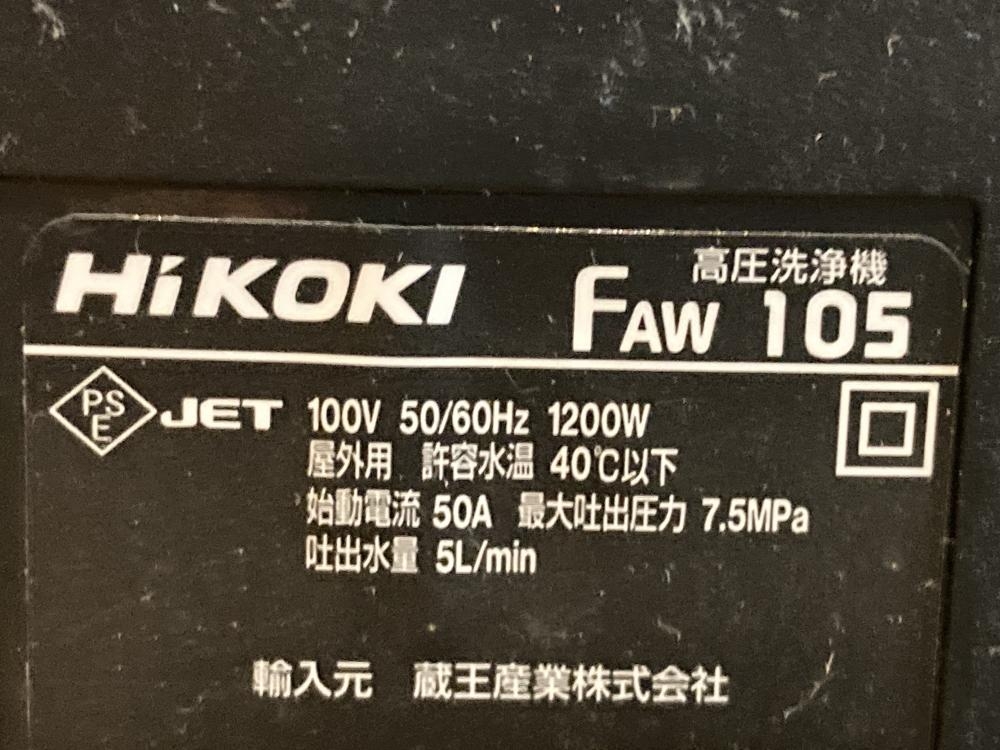 HiKOKI
高圧洗浄機
FAW 105
PSE JET 100V 50/60Hz 1200W
屋外用 許容水温 40℃以下
始動電流 50A 最大吐出圧力 7.5MPa
吐出水量 5L/min
輸入元 蔵王産業株式会社